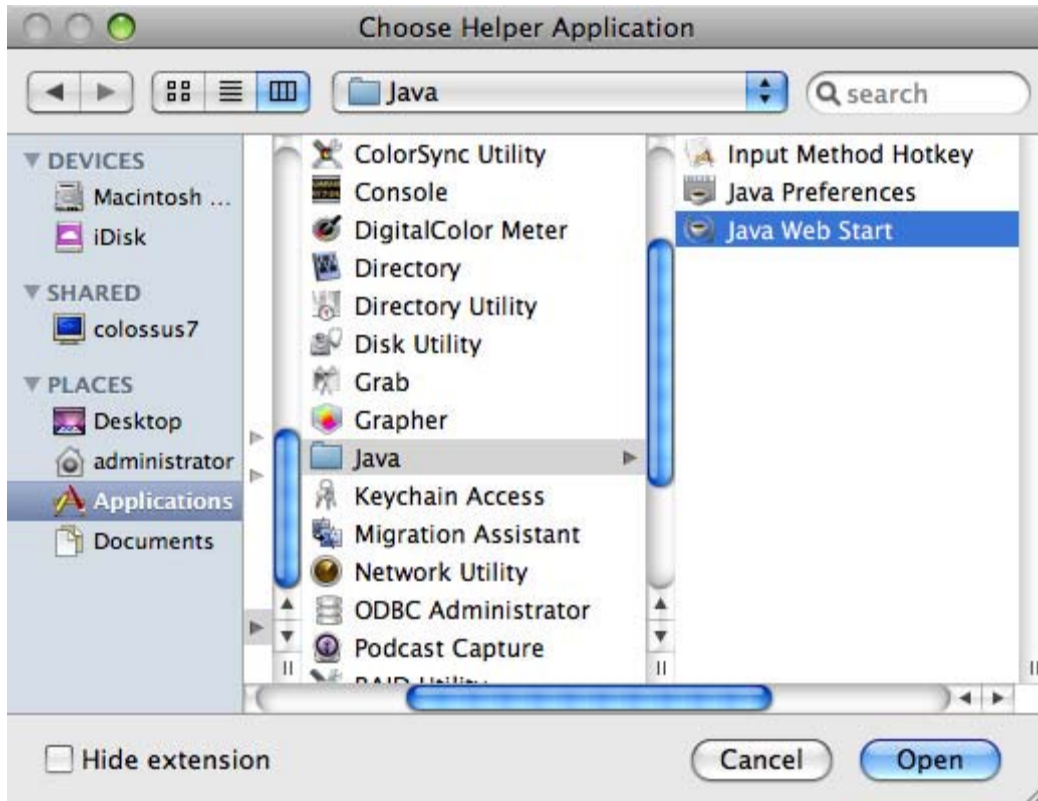 Choose Helper Application
Java
search
DEVICES
Macintosh ...
iDisk
SHARED
colossus7
PLACES
Desktop
administrator
Applications
Documents
ColorSync Utility
Console
DigitalColor Meter
Directory
Directory Utility
Disk Utility
Grab
Grapher
Java
Keychain Access
Migration Assistant
Network Utility
ODBC Administrator
Podcast Capture
RAID Utility
Input Method Hotkey
Java Preferences
Java Web Start
Hide extension
Cancel
Open